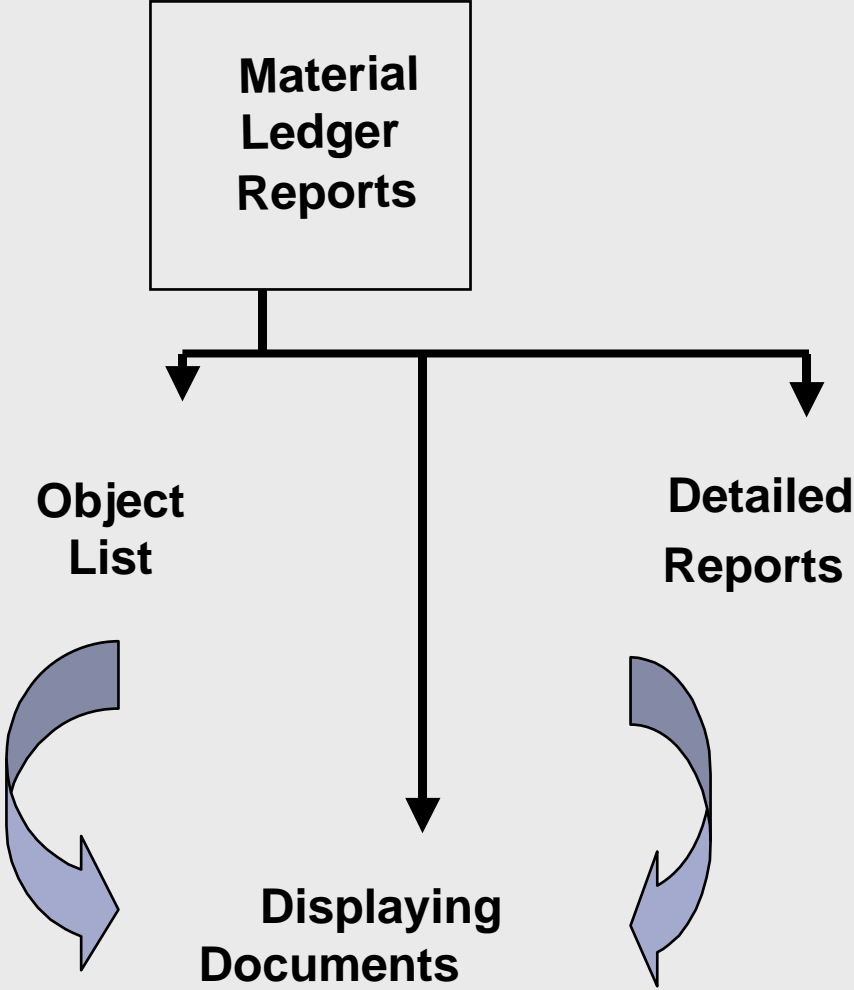 Material
Ledger
Reports
Object
List
Detailed
Reports
Displaying
Documents